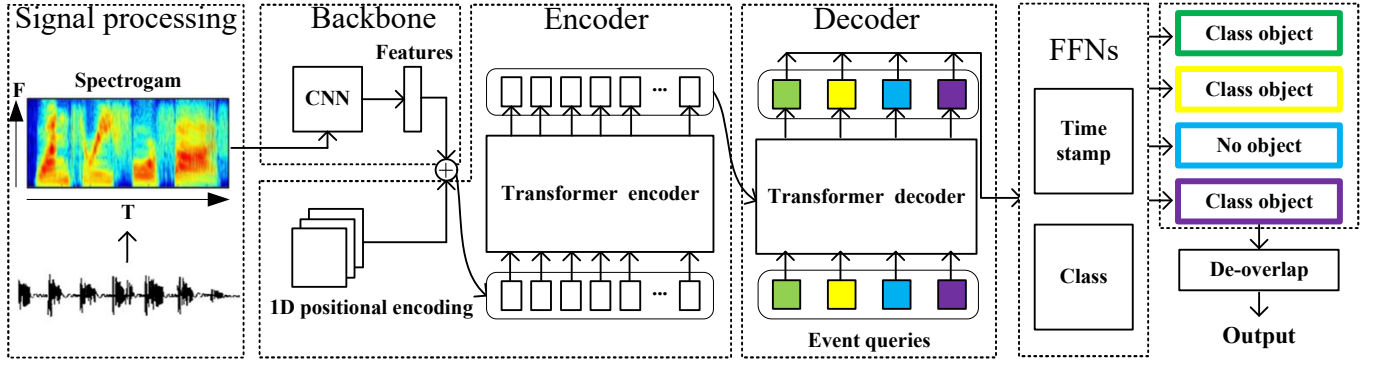 Signal processing
Backbone
Encoder
Decoder
FFNs
Spectrogam
F
T
CNN
Features
1D positional encoding
...
Transformer encoder
...
Transformer decoder
Event queries
Time
stamp
Class
Class object
Class object
No object
Class object
De-overlap
Output